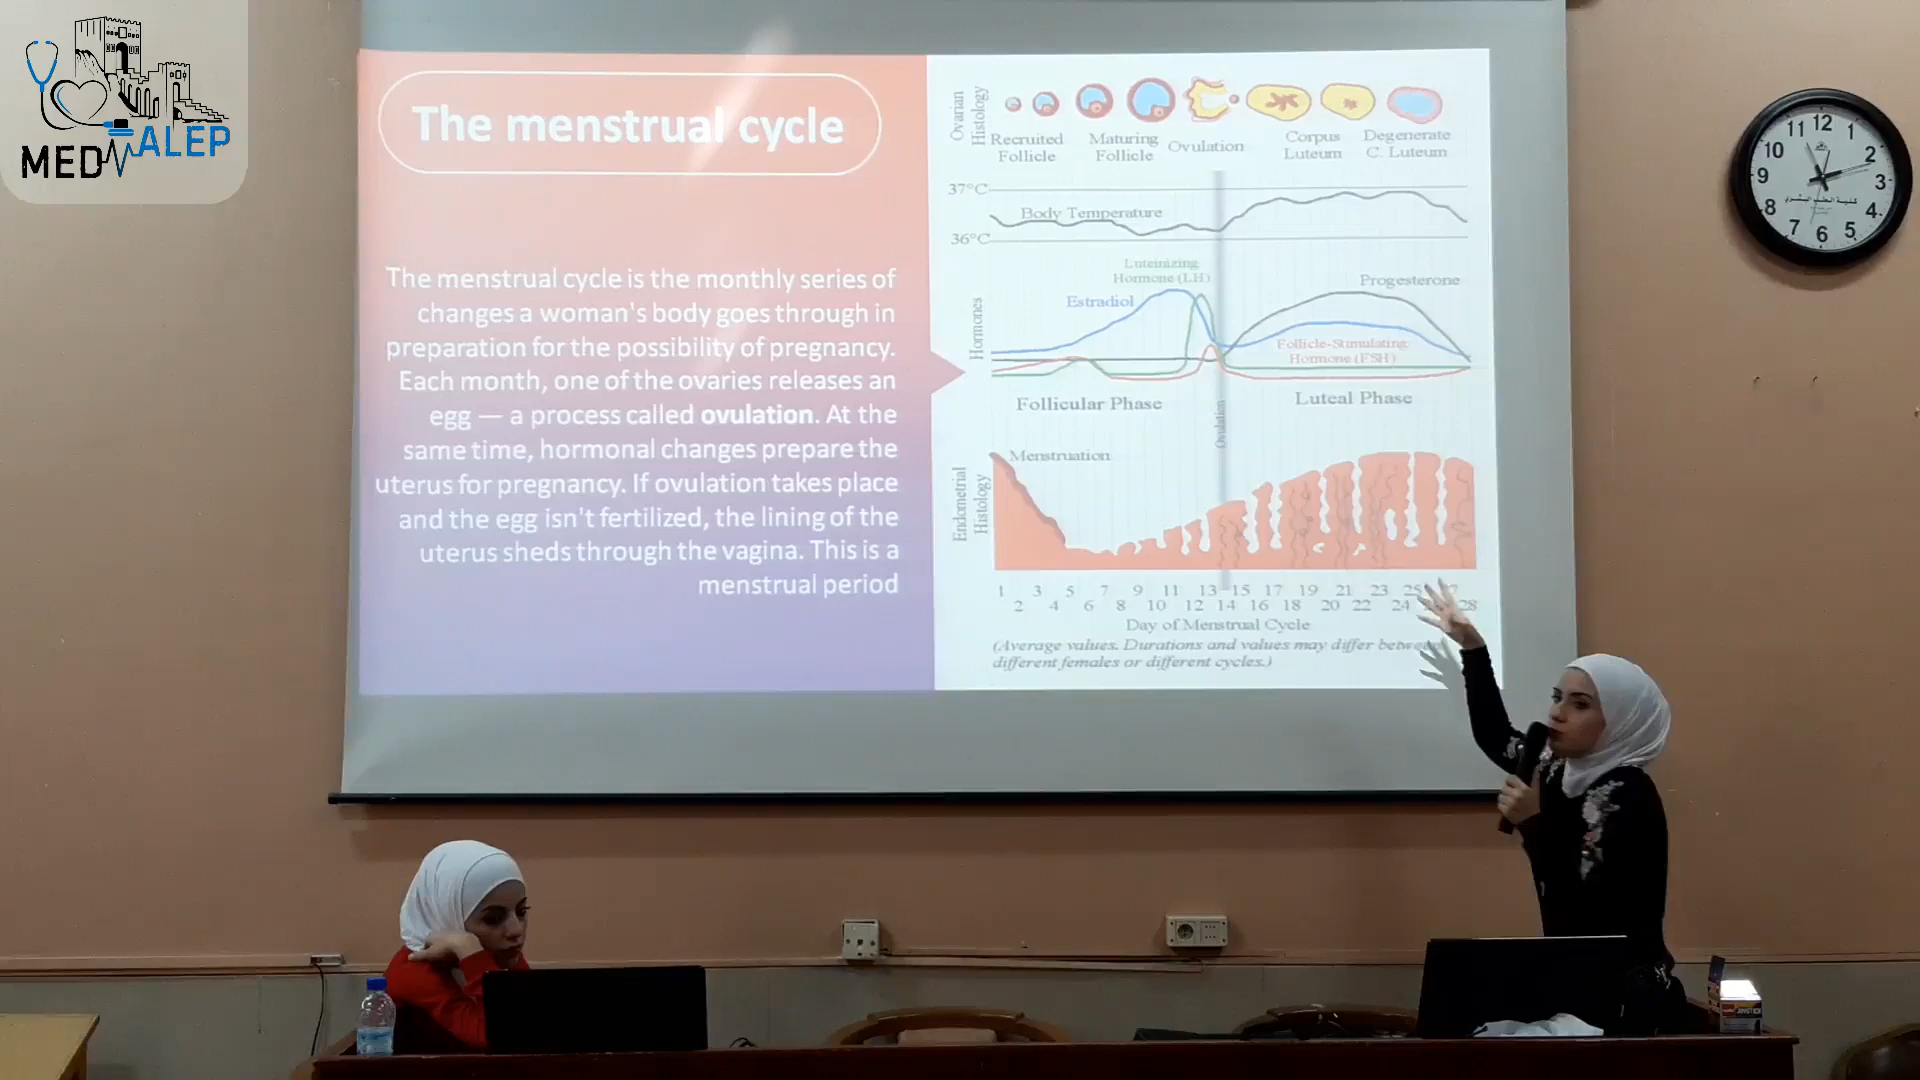 MED ALEP
The menstrual cycle
The menstrual cycle is the monthly series of
changes a woman's body goes through in
preparation for the possibility of pregnancy.
Each month, one of the ovaries releases an
egg — a process called ovulation. At the
same time, hormonal changes prepare the
uterus for pregnancy. If ovulation takes place
and the egg isn't fertilized, the lining of the
uterus sheds through the vagina. This is a
menstrual period
Ovarian
Histology
Recruited
Follicle
Maturing
Follicle
Ovulation
Corpus
Luteum
Degenerate
C. Luteum
37°C
Body Temperature
36°C
Hormones
Luteinizing
Hormone (LH)
Estradiol
Progesterone
Follicle-Stimulating
Hormone (FSH)
Follicular Phase
Ovulation
Luteal Phase
Endometrial
Histology
Menstruation
1 3 5 7 9 11 13 15 17 19 21 23 25
2 4 6 8 10 12 14 16 18 20 22 24 28
Day of Menstrual Cycle
(Average values. Durations and values may differ between
different females or different cycles.)
12 1 2 3 4 5 6 7 8 9 10 11